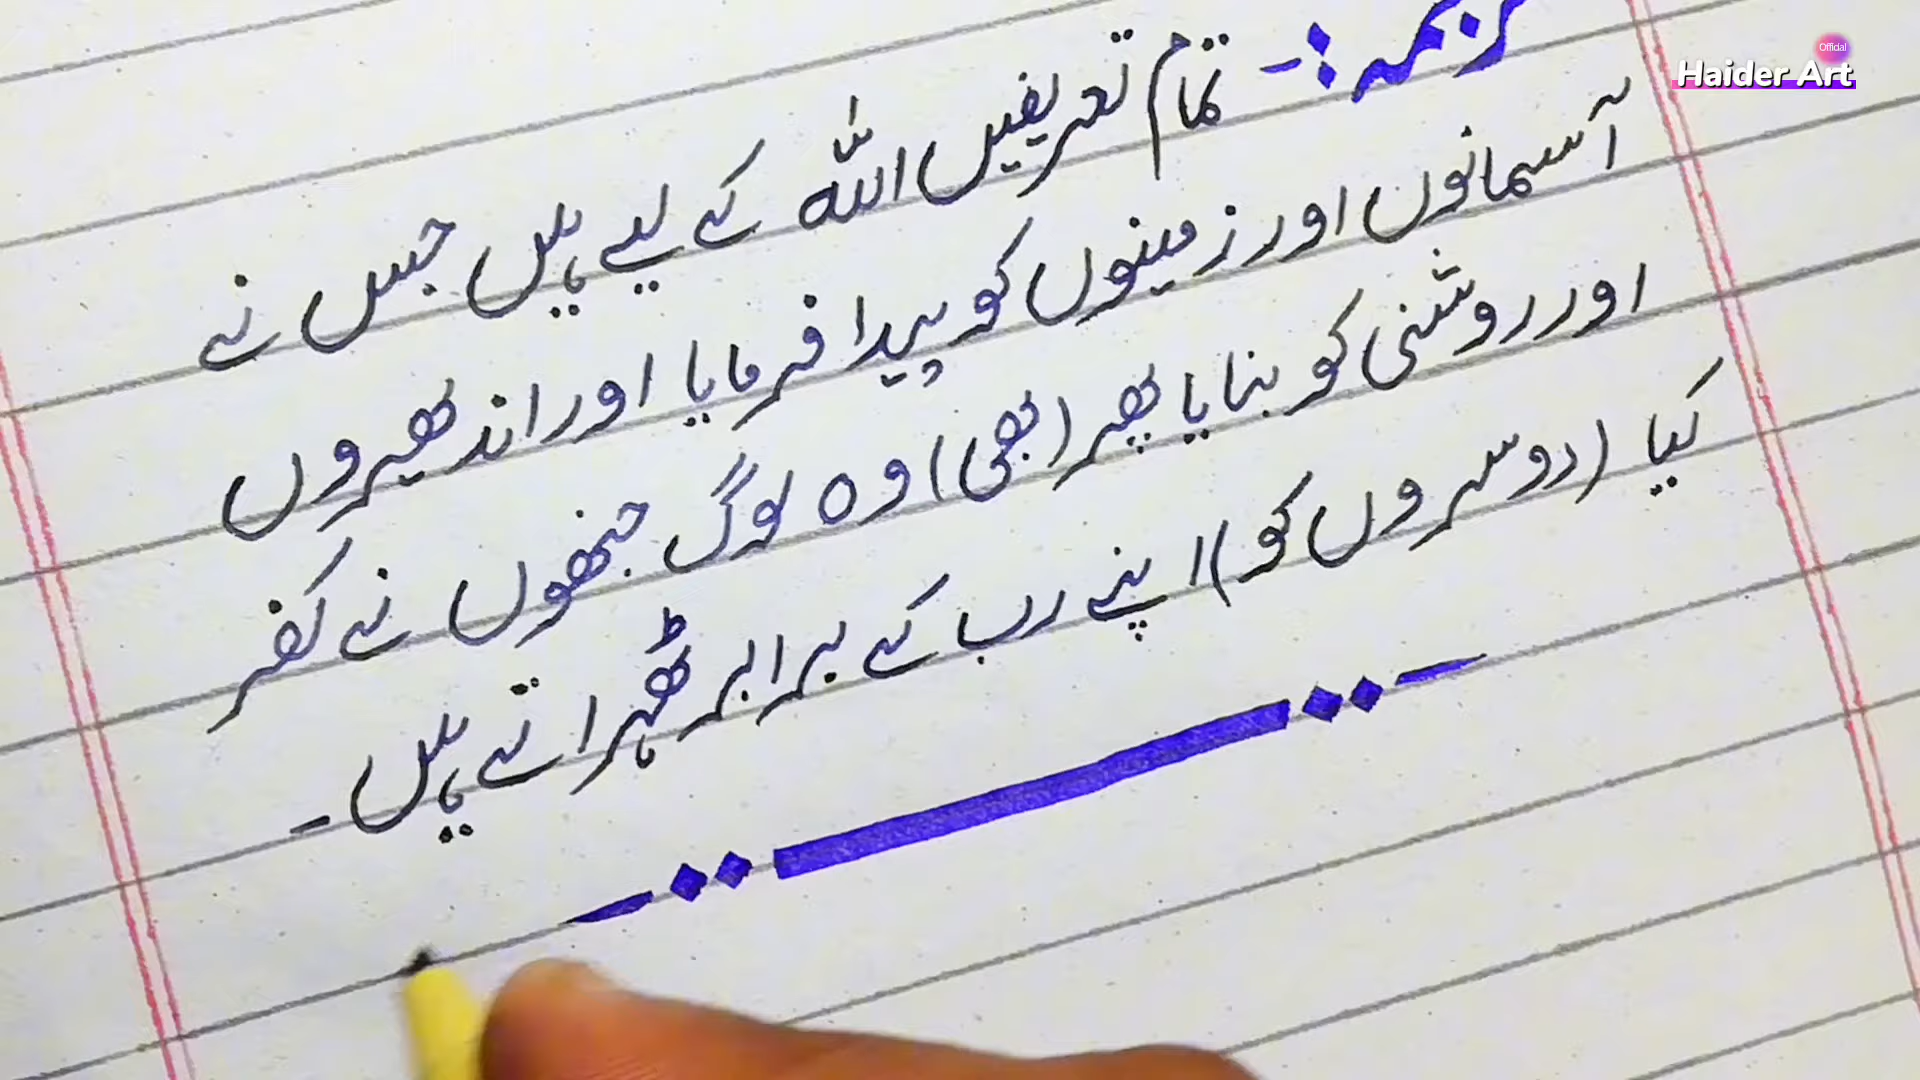 Official
Haider Art
ترجمہ:- تمام تعریفیں اللہ کے لیے ہیں جس نے
آسمانوں اور زمینوں کو پیدا فرمایا اور اندھیروں
اور روشنی کو بنایا پھر (بھی) وہ لوگ جنھوں نے کفر
کیا (دوسروں کو) اپنے رب کے برابر ٹھہراتے ہیں۔